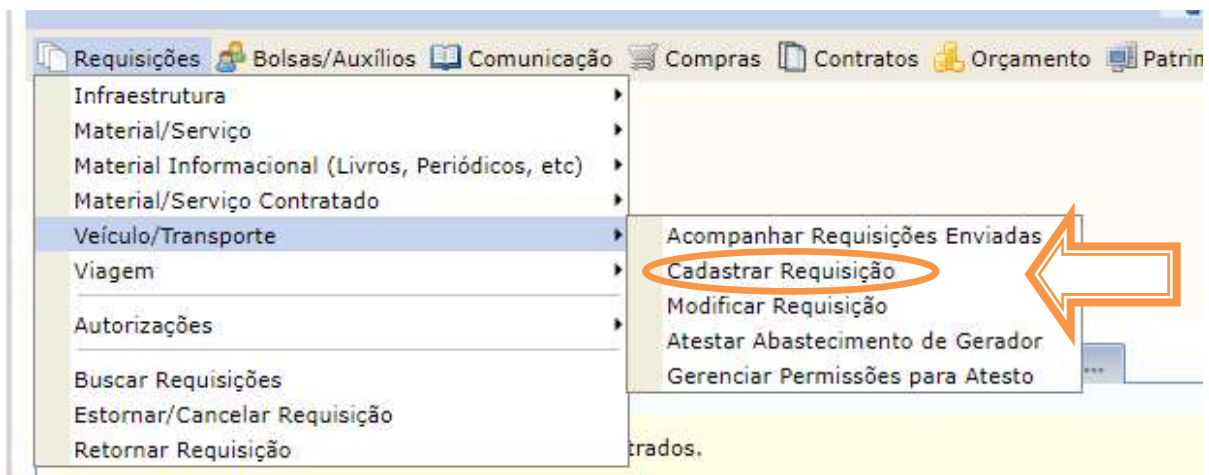 Requisições Bolsas/Auxílios Comunicação Compras Contratos Orçamento Patrim
Infraestrutura
Material/Serviço
Material Informacional (Livros, Periódicos, etc)
Material/Serviço Contratado
Veículo/Transporte
Viagem
Autorizações
Buscar Requisições
Estornar/Cancelar Requisição
Retornar Requisição
Acompanhar Requisições Enviadas
Cadastrar Requisição
Modificar Requisição
Atestar Abastecimento de Gerador
Gerenciar Permissões para Atesto
...
trados.